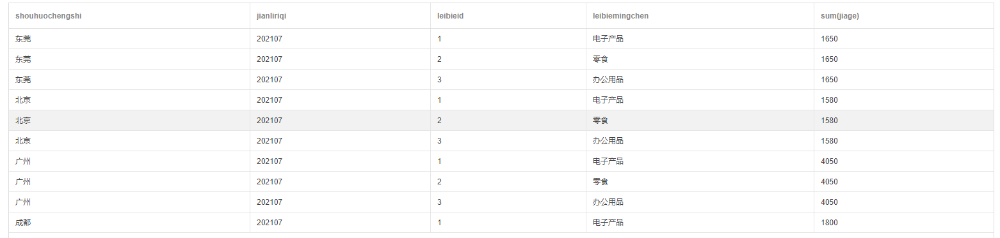 shouhuochengshi jianliriqi leibieid leibiemingchen sum(jiage)
东莞 202107 1 电子产品 1650
东莞 202107 2 零食 1650
东莞 202107 3 办公用品 1650
北京 202107 1 电子产品 1580
北京 202107 2 零食 1580
北京 202107 3 办公用品 1580
广州 202107 1 电子产品 4050
广州 202107 2 零食 4050
广州 202107 3 办公用品 4050
成都 202107 1 电子产品 1800